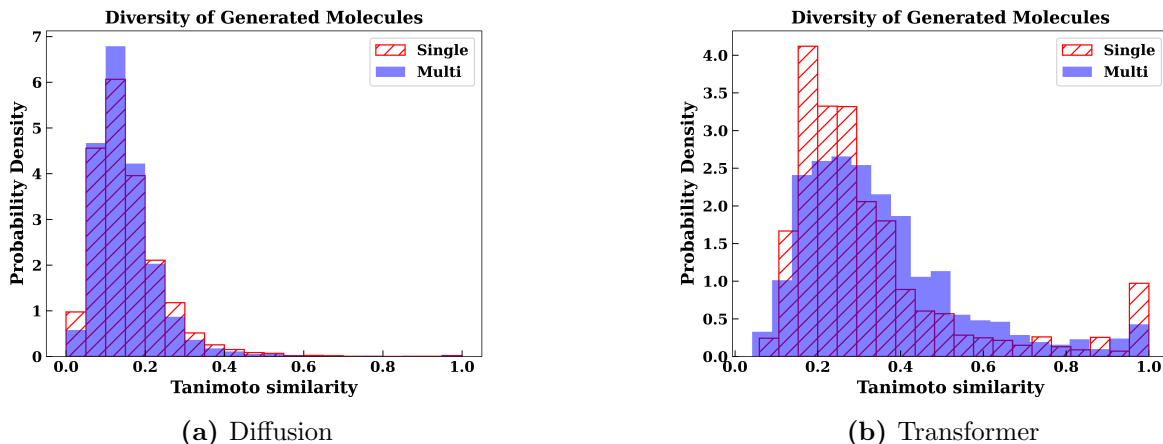 Diversity of Generated Molecules
Probability Density
7
6
5
4
3
2
1
0
Single
Multi
0.0 0.2 0.4 0.6 0.8 1.0
Tanimoto similarity
(a) Diffusion
Diversity of Generated Molecules
Probability Density
4.0
3.5
3.0
2.5
2.0
1.5
1.0
0.5
0.0
Single
Multi
0.0 0.2 0.4 0.6 0.8 1.0
Tanimoto similarity
(b) Transformer